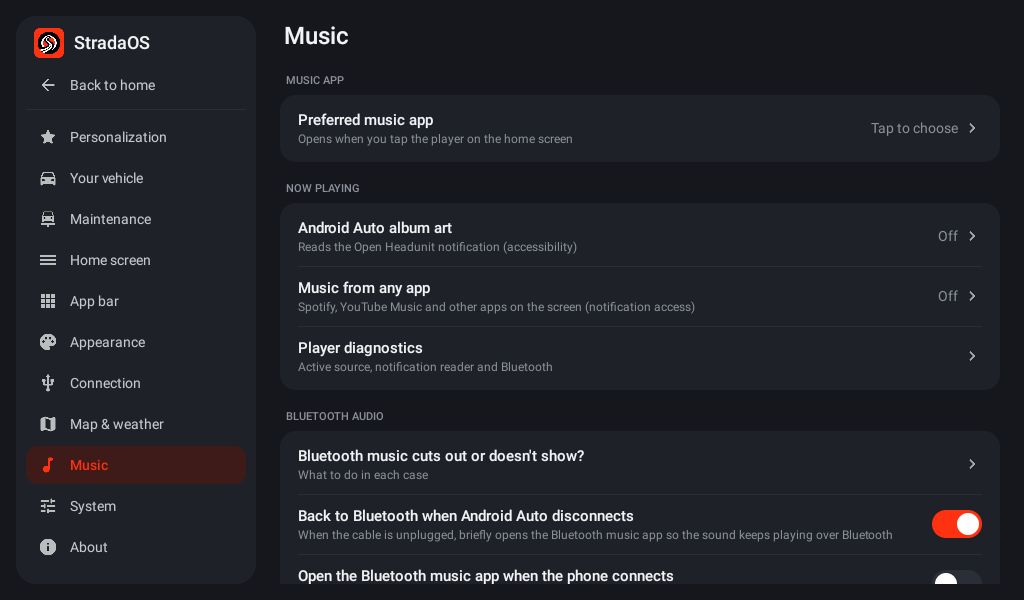 StradaOS
Back to home
Personalization
Your vehicle
Maintenance
Home screen
App bar
Appearance
Connection
Map & weather
Music
System
About
Music
MUSIC APP
Preferred music app
Opens when you tap the player on the home screen
Tap to choose
NOW PLAYING
Android Auto album art
Reads the Open Headunit notification (accessibility)
Off
Music from any app
Spotify, YouTube Music and other apps on the screen (notification access)
Off
Player diagnostics
Active source, notification reader and Bluetooth
BLUETOOTH AUDIO
Bluetooth music cuts out or doesn't show?
What to do in each case
Back to Bluetooth when Android Auto disconnects
When the cable is unplugged, briefly opens the Bluetooth music app so the sound keeps playing over Bluetooth
Open the Bluetooth music app when the phone connects